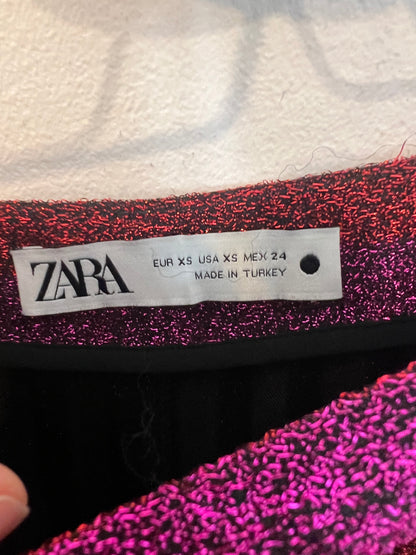 ZARA
EUR XS USA XS MEX 24
MADE IN TURKEY